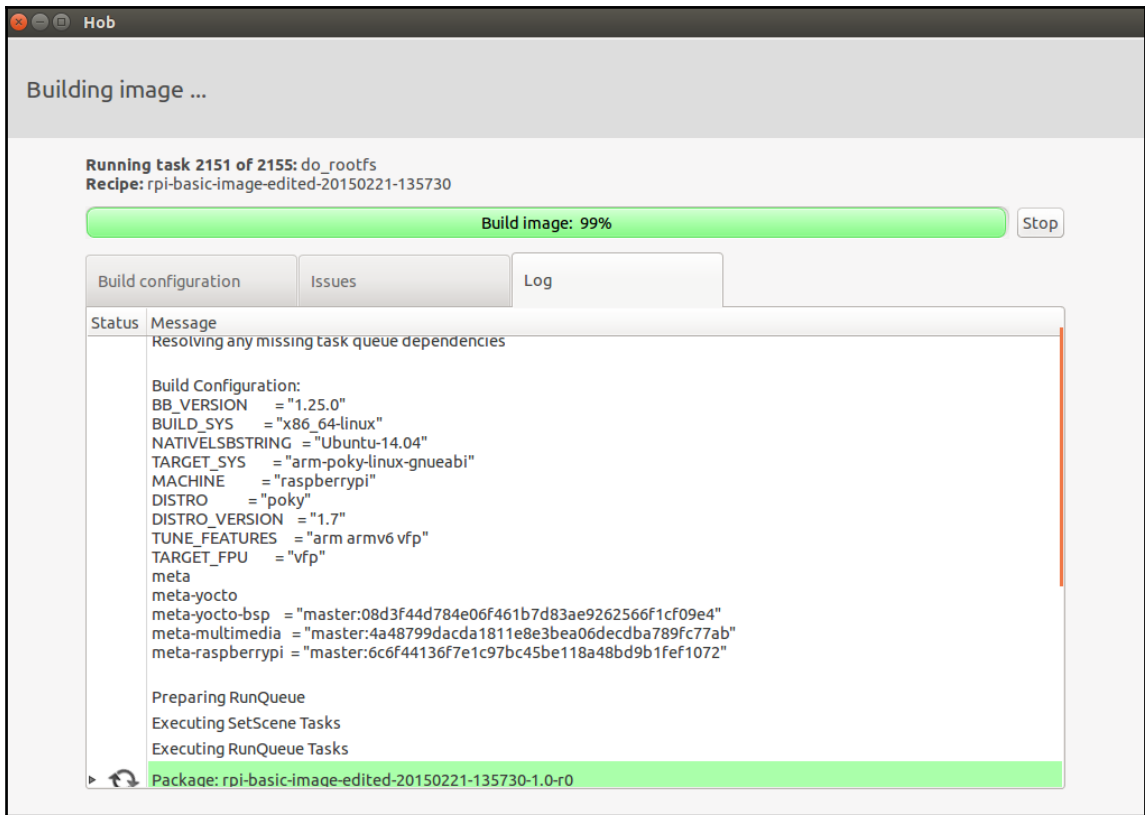 Hob
Building image ...
Running task 2151 of 2155: do_rootfs
Recipe: rpi-basic-image-edited-20150221-135730
Build image: 99%
Stop
Build configuration
Issues
Log
Status Message
Resolving any missing task queue dependencies
Build Configuration:
BB_VERSION = "1.25.0"
BUILD_SYS = "x86_64-linux"
NATIVELSBSTRING = "Ubuntu-14.04"
TARGET_SYS = "arm-poky-linux-gnueabi"
MACHINE = "raspberrypi"
DISTRO = "poky"
DISTRO_VERSION = "1.7"
TUNE_FEATURES = "arm armv6 vfp"
TARGET_FPU = "vfp"
meta
meta-yocto
meta-yocto-bsp = "master:08d3f44d784e06f461b7d83ae9262566f1cf09e4"
meta-multimedia = "master:4a48799dacda1811e8e3bea06decdba789fc77ab"
meta-raspberrypi = "master:6c6f44136f7e1c97bc45be118a48bd9b1fef1072"
Preparing RunQueue
Executing SetScene Tasks
Executing RunQueue Tasks
Package: rpi-basic-image-edited-20150221-135730-1.0-r0